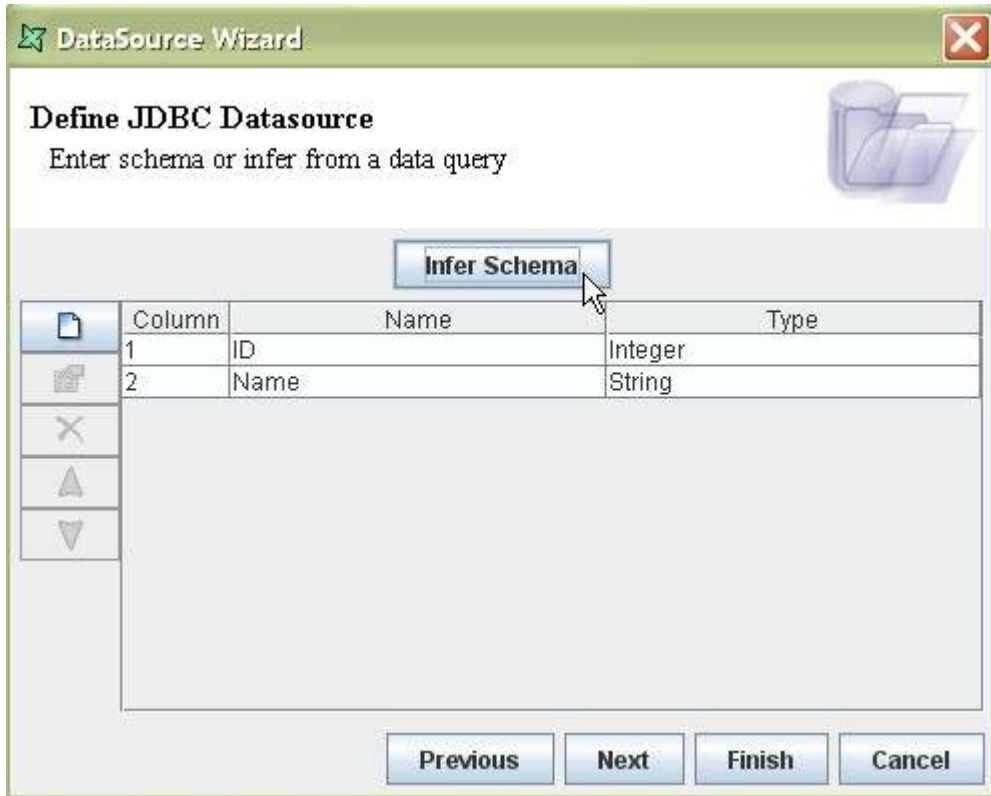 DataSource Wizard
Define JDBC Datasource
Enter schema or infer from a data query
Infer Schema
Column Name Type
1 ID Integer
2 Name String
Previous Next Finish Cancel